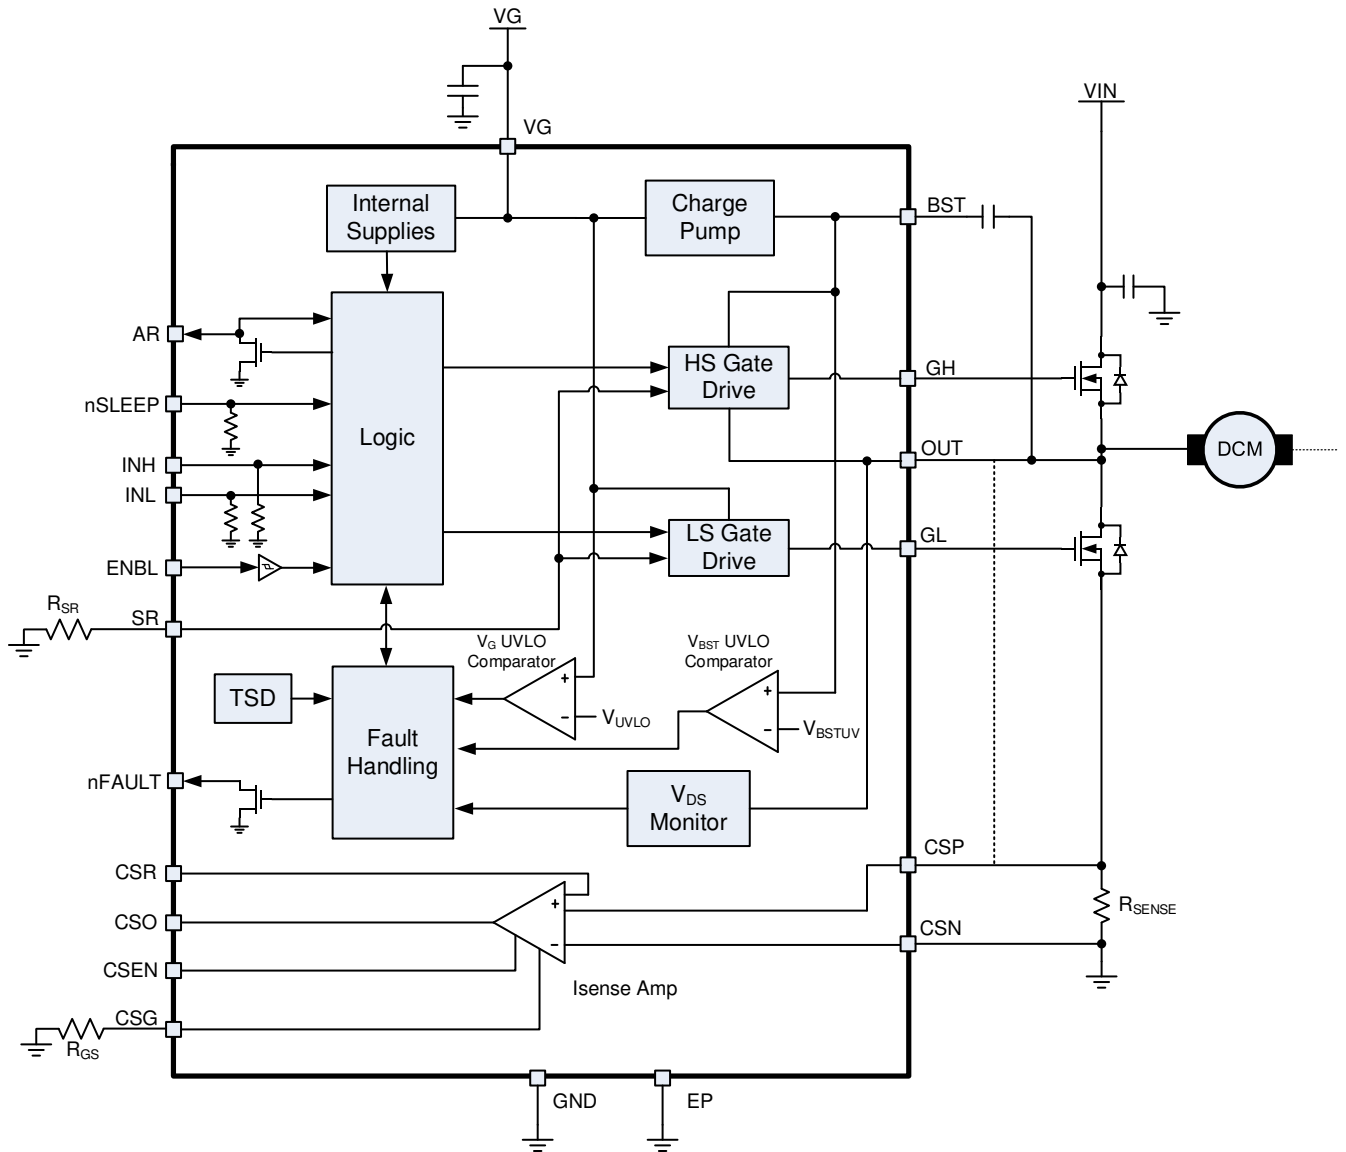 VG
VG
VIN
Internal
Supplies
Charge
Pump
BST
AR
HS Gate
Drive
GH
nSLEEP
Logic
INH
OUT
DCM
INL
LS Gate
Drive
GL
ENBL
RSR
SR
VG UVLO
Comparator
VBST UVLO
Comparator
+
+
TSD
– VUVLO
– VBSTUV
Fault
Handling
nFAULT
VDS
Monitor
CSP
CSR
+
RSENSE
CSO
CSN
–
CSEN
Isense Amp
CSG
RGS
GND
EP